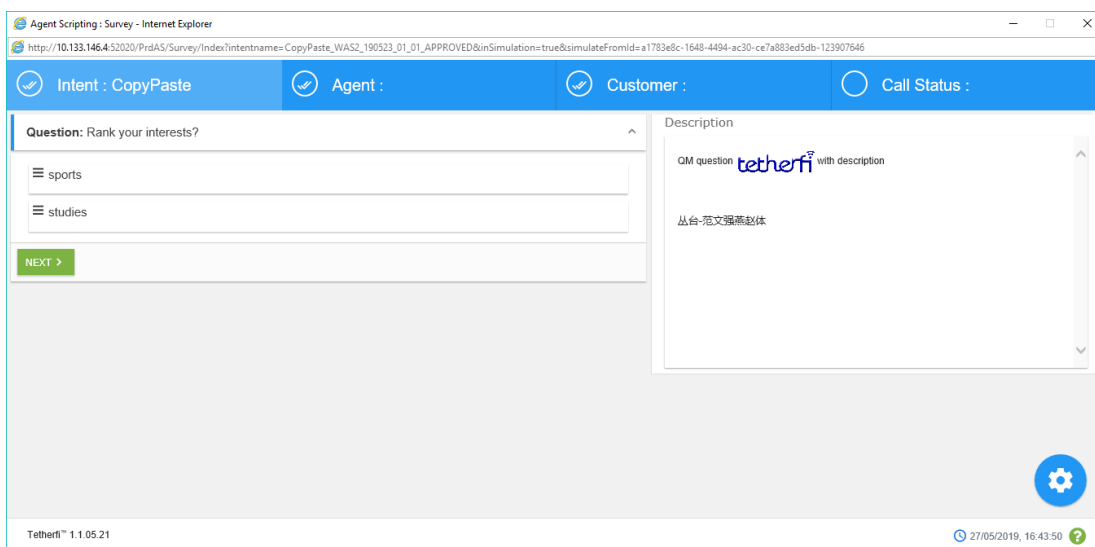 Agent Scripting : Survey - Internet Explorer
http://10.133.146.4:52020/PrdAS/Survey/Index?intentname=CopyPaste_WAS2_190523_01_01_APPROVED&inSimulation=true&simulateFromId=a1783e8c-1648-4494-ac30-ce7a883ed5db-123907646
Intent : CopyPaste
Agent :
Customer :
Call Status :
Question: Rank your interests?
sports
studies
NEXT >
Description
QM question tetherfi with description
丛台-范文强燕赵体
Tetherfi™ 1.1.05.21
27/05/2019, 16:43:50 ?